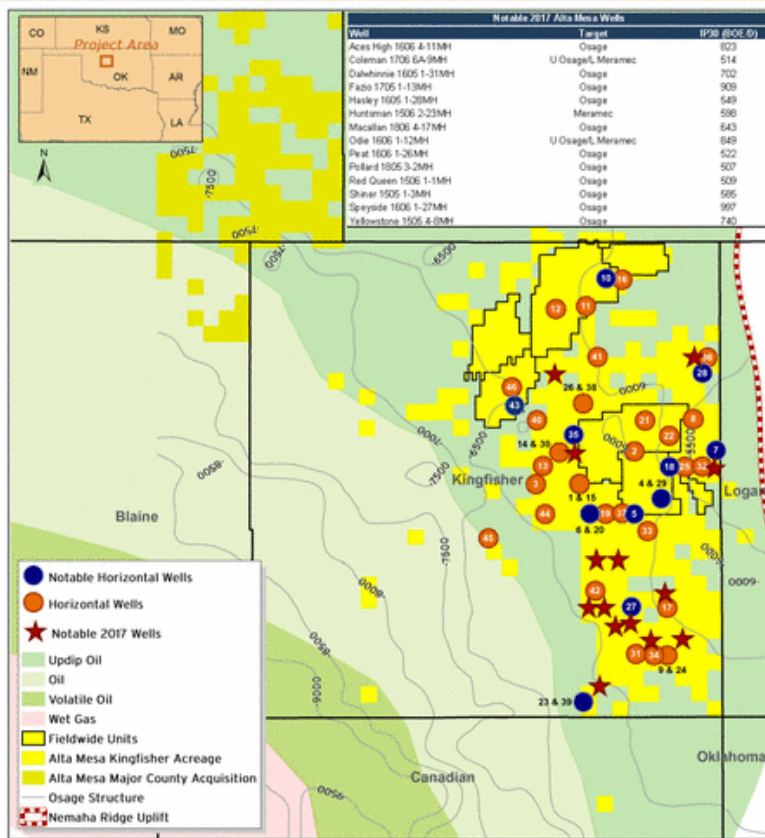 CO
KS
MO
Project Area
NM
OK
AR
TX
LA
N
Notable 2017 Alta Mesa Wells
Well Target IP30 (BOE/D)
Aces High 1606 4-11MH Osage 823
Coleman 1706 6A-9MH U Osage/L Meramec 514
Dalwhinnie 1605 1-31MH Osage 702
Fazio 1705 1-13MH Osage 909
Hasley 1605 1-28MH Osage 549
Huntsman 1506 2-23MH Meramec 598
Macallan 1806 4-17MH Osage 643
Odie 1606 1-12MH U Osage/L Meramec 849
Peat 1606 1-26MH Osage 522
Pollard 1805 3-2MH Osage 507
Red Queen 1506 1-1MH Osage 509
Shiner 1505 1-3MH Osage 585
Speyside 1606 1-27MH Osage 997
Yellowstone 1505 4-8MH Osage 740
-7500
-7500
-7500
-7500
-6500
10 16
12 11
41
36
28
26 & 38
-6000
46
43
40
21
8
35
22
-6500
-7000
-6500
14 & 30
-6000
2
7
13
18 25 32
-7500
Kingfisher
3
1 & 15
4 & 29
Logan
-8500
44
19 37 5
6 & 20
33
Blaine
45
-7500
-6000
-6000
-8000
42
27
17
-8500
31 34
9 & 24
-9000
23 & 39
Oklahoma
Canadian
-9500
Notable Horizontal Wells
Horizontal Wells
Notable 2017 Wells
Updip Oil
Oil
Volatile Oil
Wet Gas
Fieldwide Units
Alta Mesa Kingfisher Acreage
Alta Mesa Major County Acquisition
Osage Structure
Nemaha Ridge Uplift